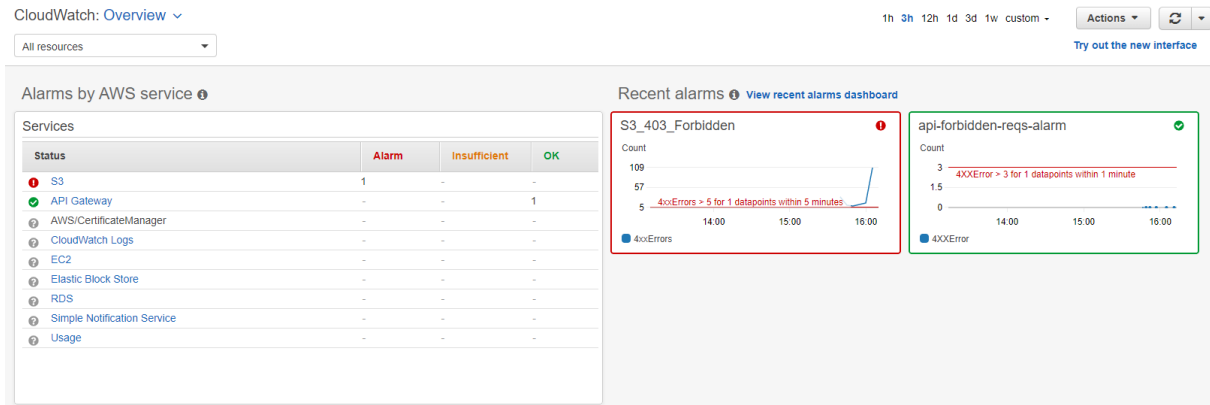 CloudWatch: Overview
1h 3h 12h 1d 3d 1w custom
Actions
All resources
Try out the new interface
Alarms by AWS service
Recent alarms View recent alarms dashboard
Services
Status Alarm Insufficient OK
S3 1 - -
API Gateway - - 1
AWS/CertificateManager - - -
CloudWatch Logs - - -
EC2 - - -
Elastic Block Store - - -
RDS - - -
Simple Notification Service - - -
Usage - - -
S3_403_Forbidden
Count
109
57
5
4xxErrors > 5 for 1 datapoints within 5 minutes
14:00 15:00 16:00
4xxErrors
api-forbidden-reqs-alarm
Count
3
4XXError > 3 for 1 datapoints within 1 minute
1.5
0
14:00 15:00 16:00
4XXError